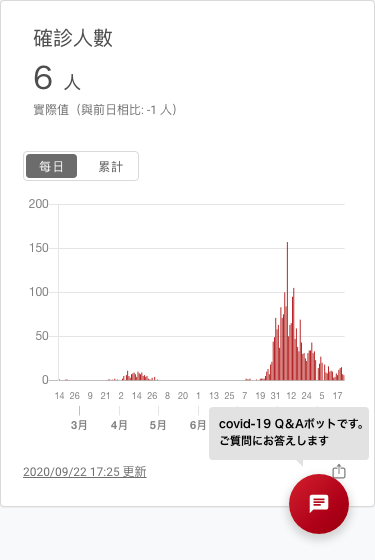 確診人數
6 人
實際值（與前日相比: -1 人）
每日 累計
200
150
100
50
0
14 26 9 21 2 14 26 8 20 1 13 25 7 19 31 12 24 5 17
3月 4月 5月 6月
covid-19 Q&Aボットです。
ご質問にお答えします
2020/09/22 17:25 更新